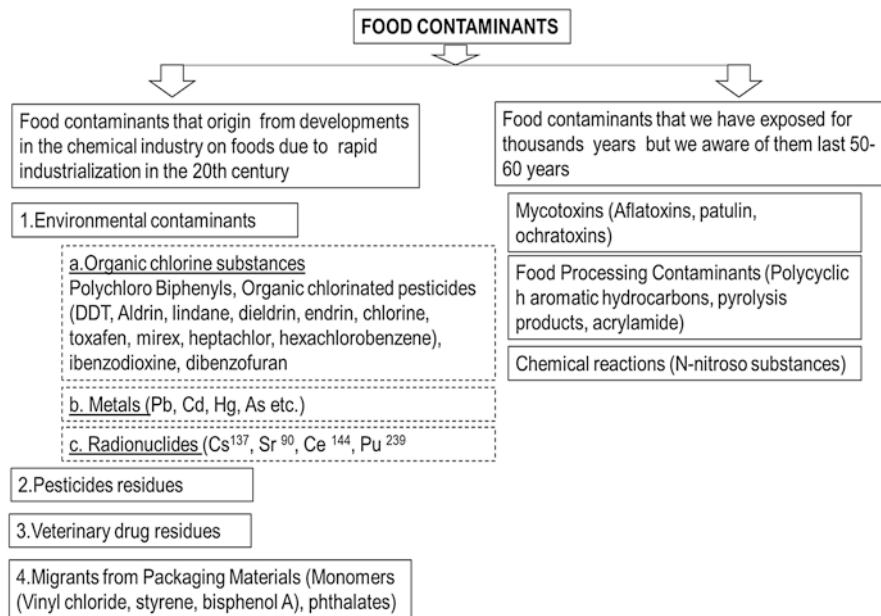 FOOD CONTAMINANTS
Food contaminants that origin from developments
in the chemical industry on foods due to rapid
industrialization in the 20th century
1.Environmental contaminants
a.Organic chlorine substances
Polychloro Biphenyls, Organic chlorinated pesticides
(DDT, Aldrin, lindane, dieldrin, endrin, chlorine,
toxafen, mirex, heptachlor, hexachlorobenzene),
ibenzodioxine, dibenzofuran
b. Metals (Pb, Cd, Hg, As etc.)
c. Radionuclides (Cs¹³⁷, Sr ⁹⁰, Ce ¹⁴⁴, Pu ²³⁹
2.Pesticides residues
3.Veterinary drug residues
4.Migrants from Packaging Materials (Monomers
(Vinyl chloride, styrene, bisphenol A), phthalates)
Food contaminants that we have exposed for
thousands years but we aware of them last 50-
60 years
Mycotoxins (Aflatoxins, patulin,
ochratoxins)
Food Processing Contaminants (Polycyclic
h aromatic hydrocarbons, pyrolysis
products, acrylamide)
Chemical reactions (N-nitroso substances)